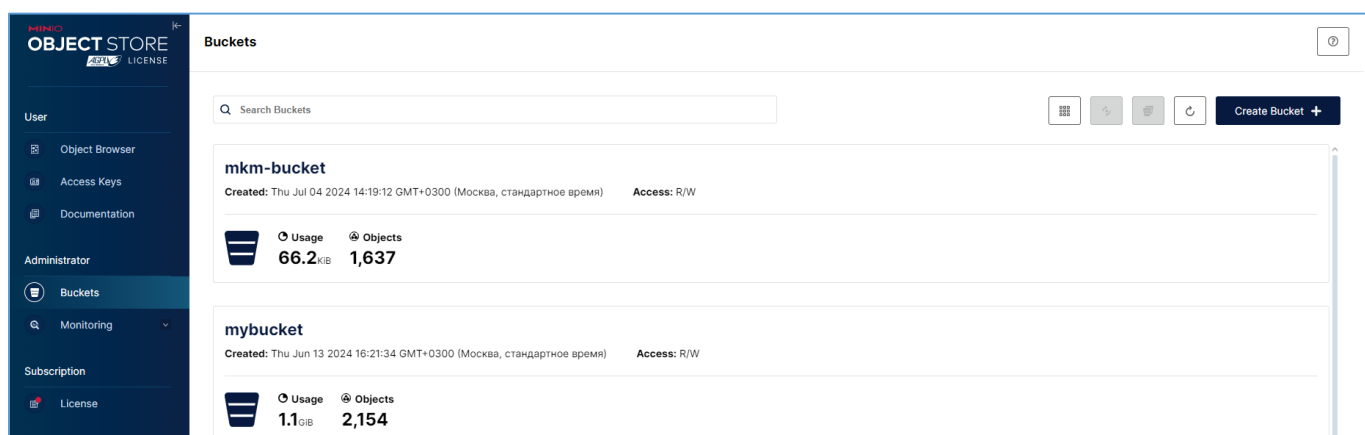 MINIO
OBJECT STORE
AGPLv3 LICENSE
User
Object Browser
Access Keys
Documentation
Administrator
Buckets
Monitoring
Subscription
License
Buckets
Search Buckets
Create Bucket +
mkm-bucket
Created: Thu Jul 04 2024 14:19:12 GMT+0300 (Москва, стандартное время) Access: R/W
Usage Objects
66.2KiB 1,637
mybucket
Created: Thu Jun 13 2024 16:21:34 GMT+0300 (Москва, стандартное время) Access: R/W
Usage Objects
1.1GiB 2,154